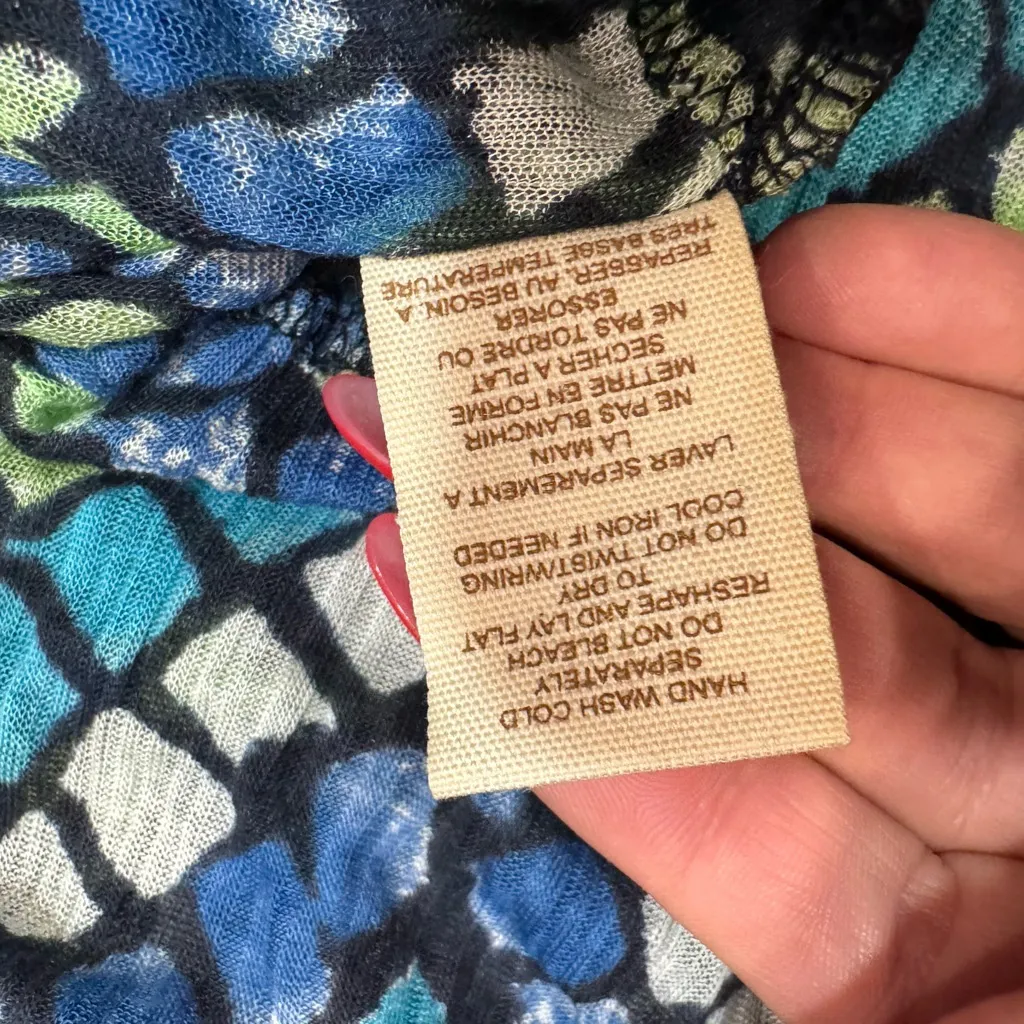 HAND WASH COLD
SEPARATELY
DO NOT BLEACH
RESHAPE AND LAY FLAT
TO DRY
DO NOT TWIST/WRING
COOL IRON IF NEEDED
LAVER SEPAREMENT A
LA MAIN
NE PAS BLANCHIR
METTRE EN FORME
SECHER A PLAT
NE PAS TORDRE OU
ESSORER
REPASSER, AU BESOIN, A
TRES BASSE TEMPERATURE